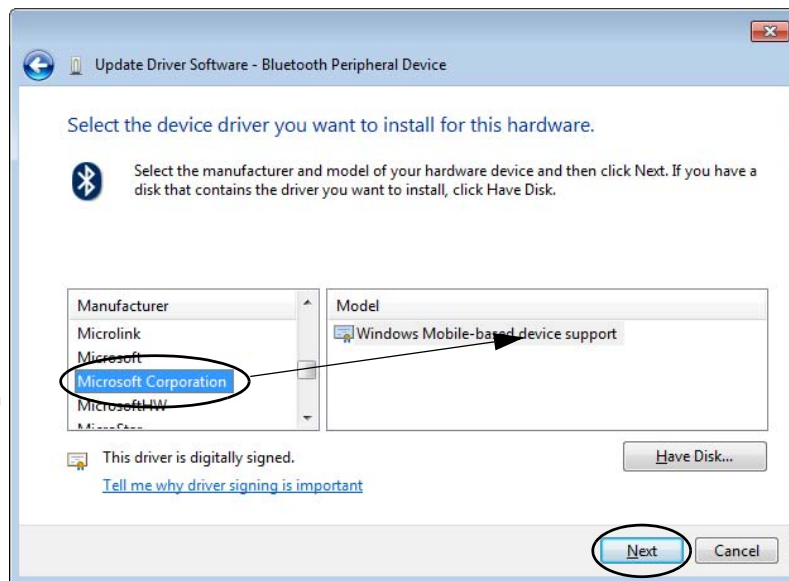 Update Driver Software - Bluetooth Peripheral Device
Select the device driver you want to install for this hardware.
Select the manufacturer and model of your hardware device and then click Next. If you have a
disk that contains the driver you want to install, click Have Disk.
Manufacturer
Model
Microlink
Windows Mobile-based device support
Microsoft
Microsoft Corporation
MicrosoftHW
This driver is digitally signed.
Have Disk...
Tell me why driver signing is important
Next
Cancel